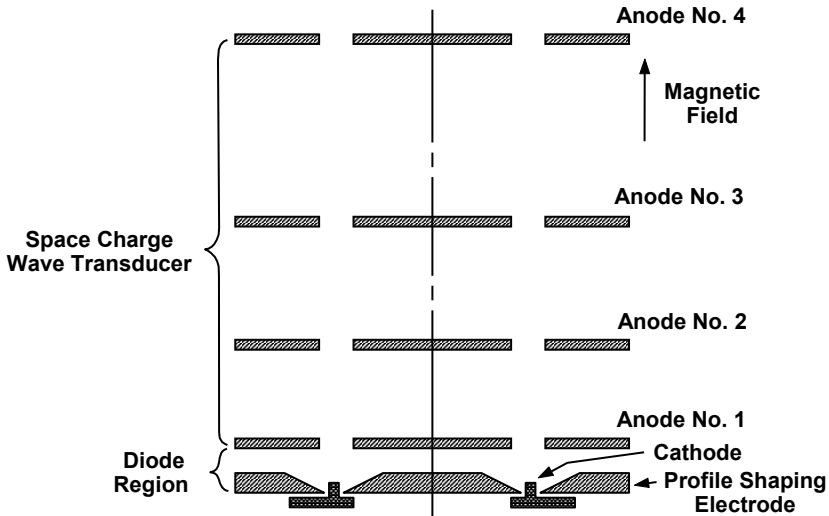 Anode No. 4
Magnetic
Field
Anode No. 3
Space Charge
Wave Transducer
Anode No. 2
Anode No. 1
Diode
Region
Cathode
Profile Shaping
Electrode